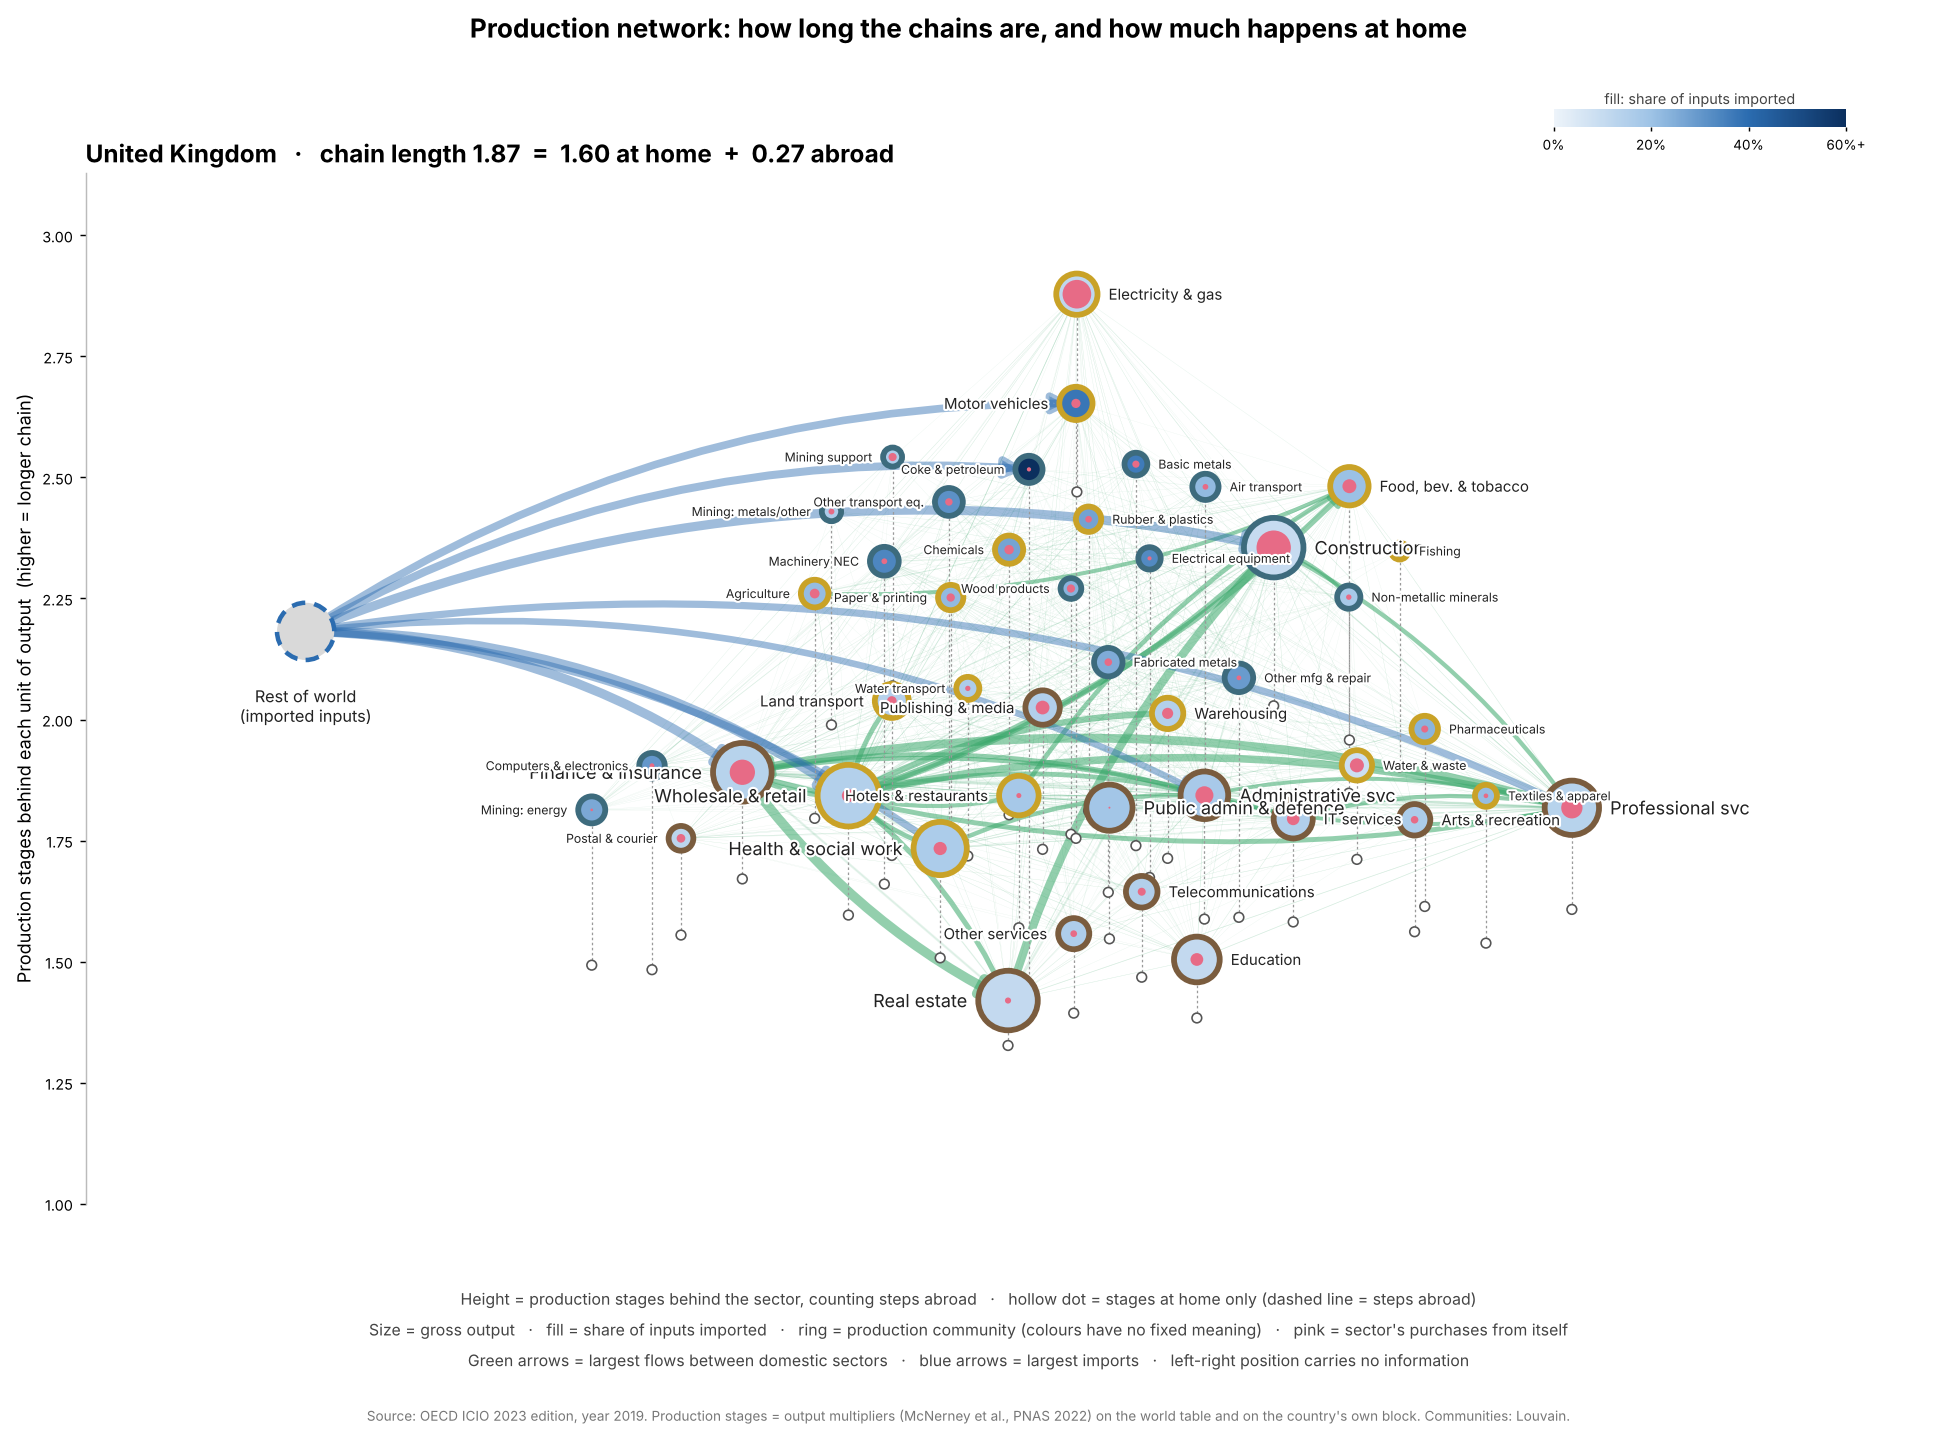 Production network: how long the chains are, and how much happens at home
fill: share of inputs imported
0% 20% 40% 60%+
United Kingdom · chain length 1.87 = 1.60 at home + 0.27 abroad
Production stages behind each unit of output (higher = longer chain)
3.00
2.75
2.50
2.25
2.00
1.75
1.50
1.25
1.00
Electricity & gas
Motor vehicles
Mining support
Coke & petroleum
Basic metals
Air transport
Food, bev. & tobacco
Other transport eq.
Mining: metals/other
Rubber & plastics
Chemicals
Construction
Fishing
Machinery NEC
Electrical equipment
Agriculture
Paper & printing
Wood products
Non-metallic minerals
Rest of world
(imported inputs)
Fabricated metals
Other mfg & repair
Water transport
Land transport
Publishing & media
Warehousing
Pharmaceuticals
Computers & electronics
Finance & insurance
Water & waste
Wholesale & retail
Hotels & restaurants
Administrative svc
Textiles & apparel
Mining: energy
Public admin & defence
Professional svc
IT services
Arts & recreation
Postal & courier
Health & social work
Telecommunications
Other services
Education
Real estate
Height = production stages behind the sector, counting steps abroad · hollow dot = stages at home only (dashed line = steps abroad)
Size = gross output · fill = share of inputs imported · ring = production community (colours have no fixed meaning) · pink = sector's purchases from itself
Green arrows = largest flows between domestic sectors · blue arrows = largest imports · left-right position carries no information
Source: OECD ICIO 2023 edition, year 2019. Production stages = output multipliers (McNerney et al., PNAS 2022) on the world table and on the country's own block. Communities: Louvain.